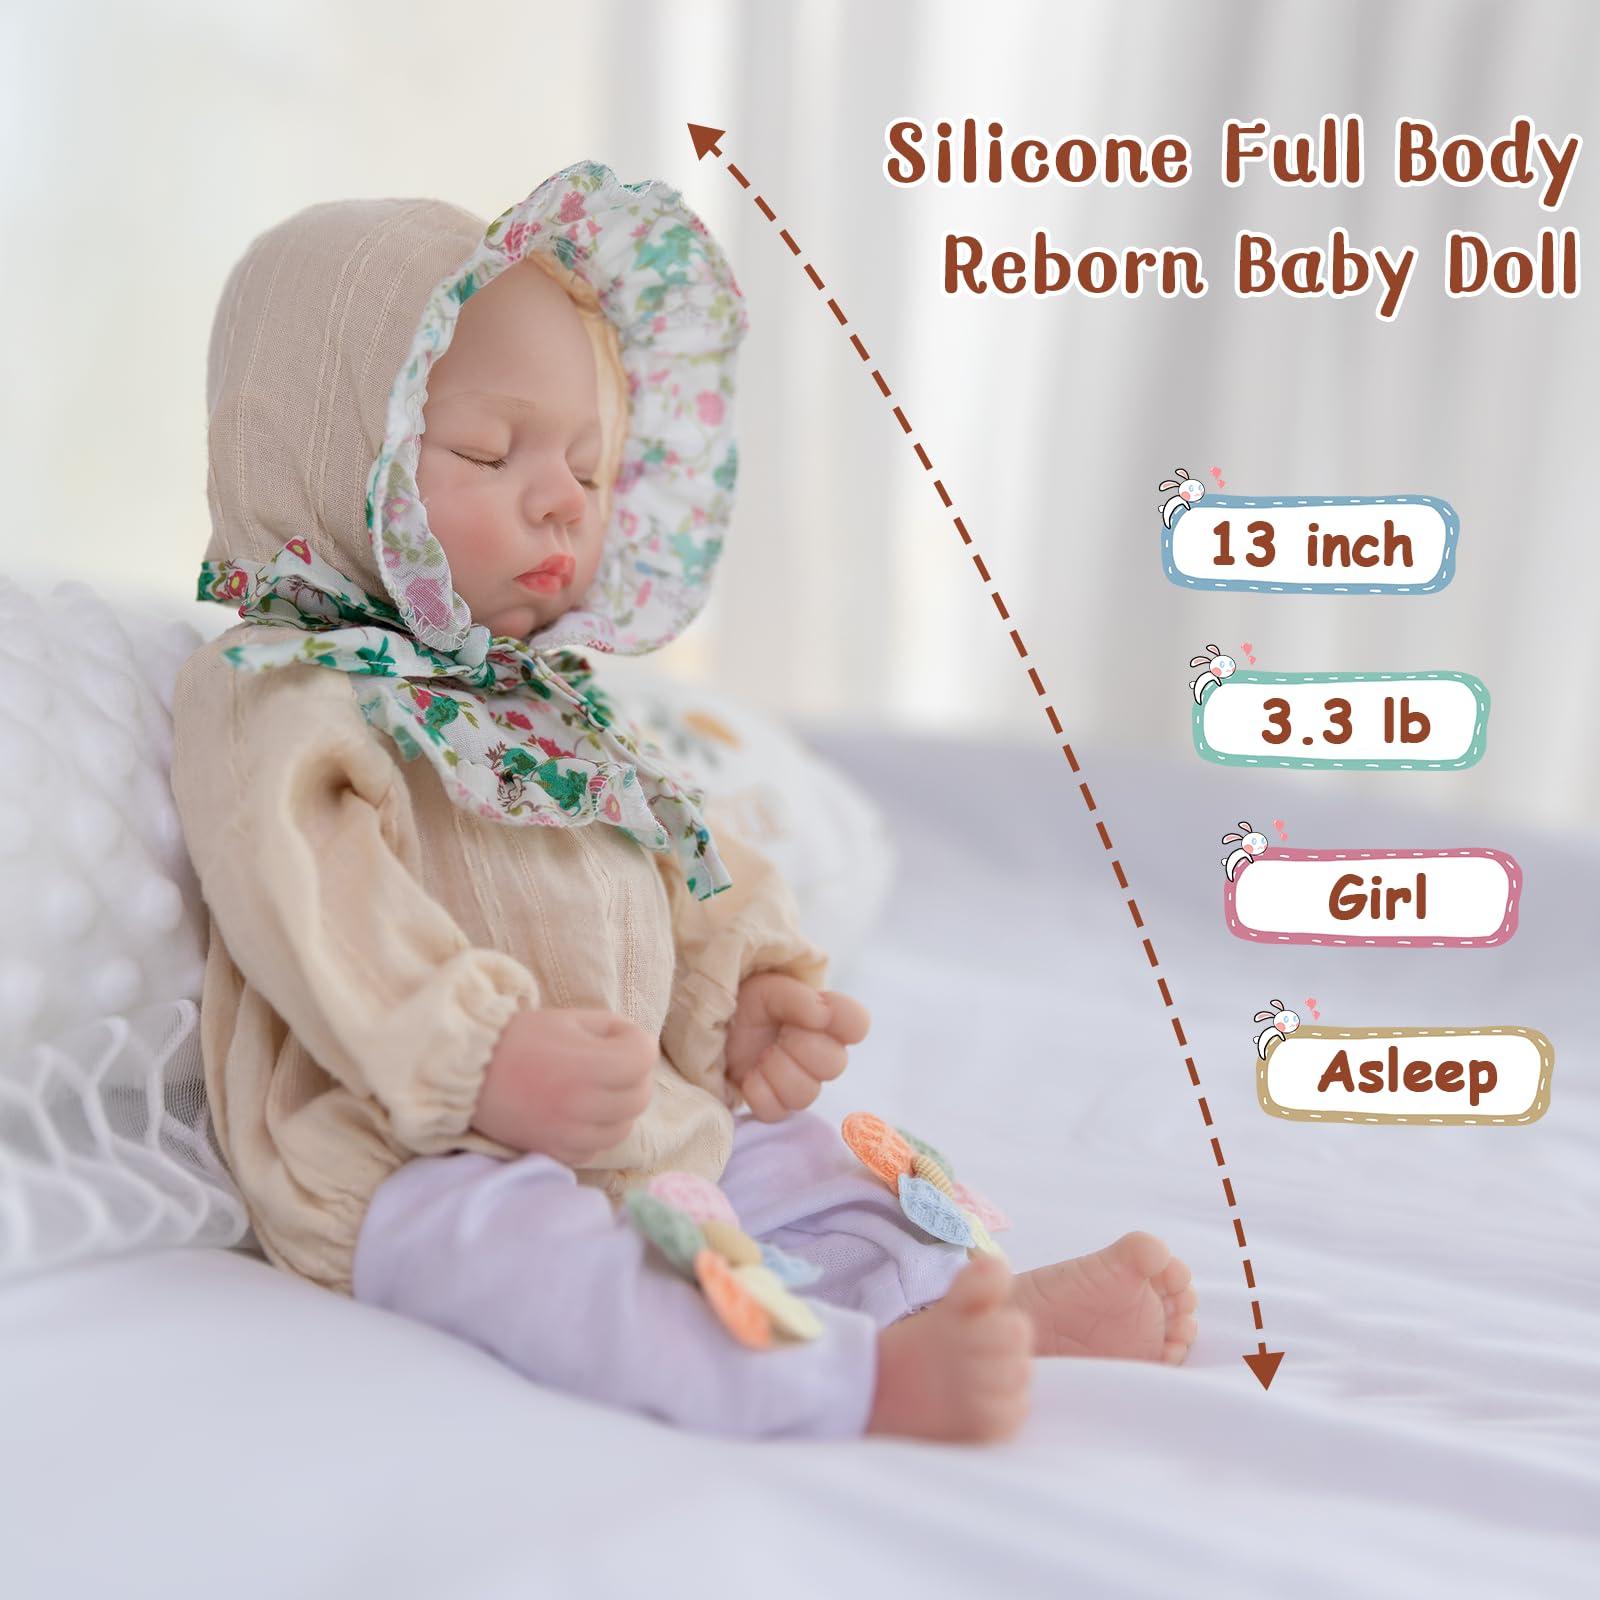 Silicone Full Body
Reborn Baby Doll
13 inch
3.3 lb
Girl
Asleep